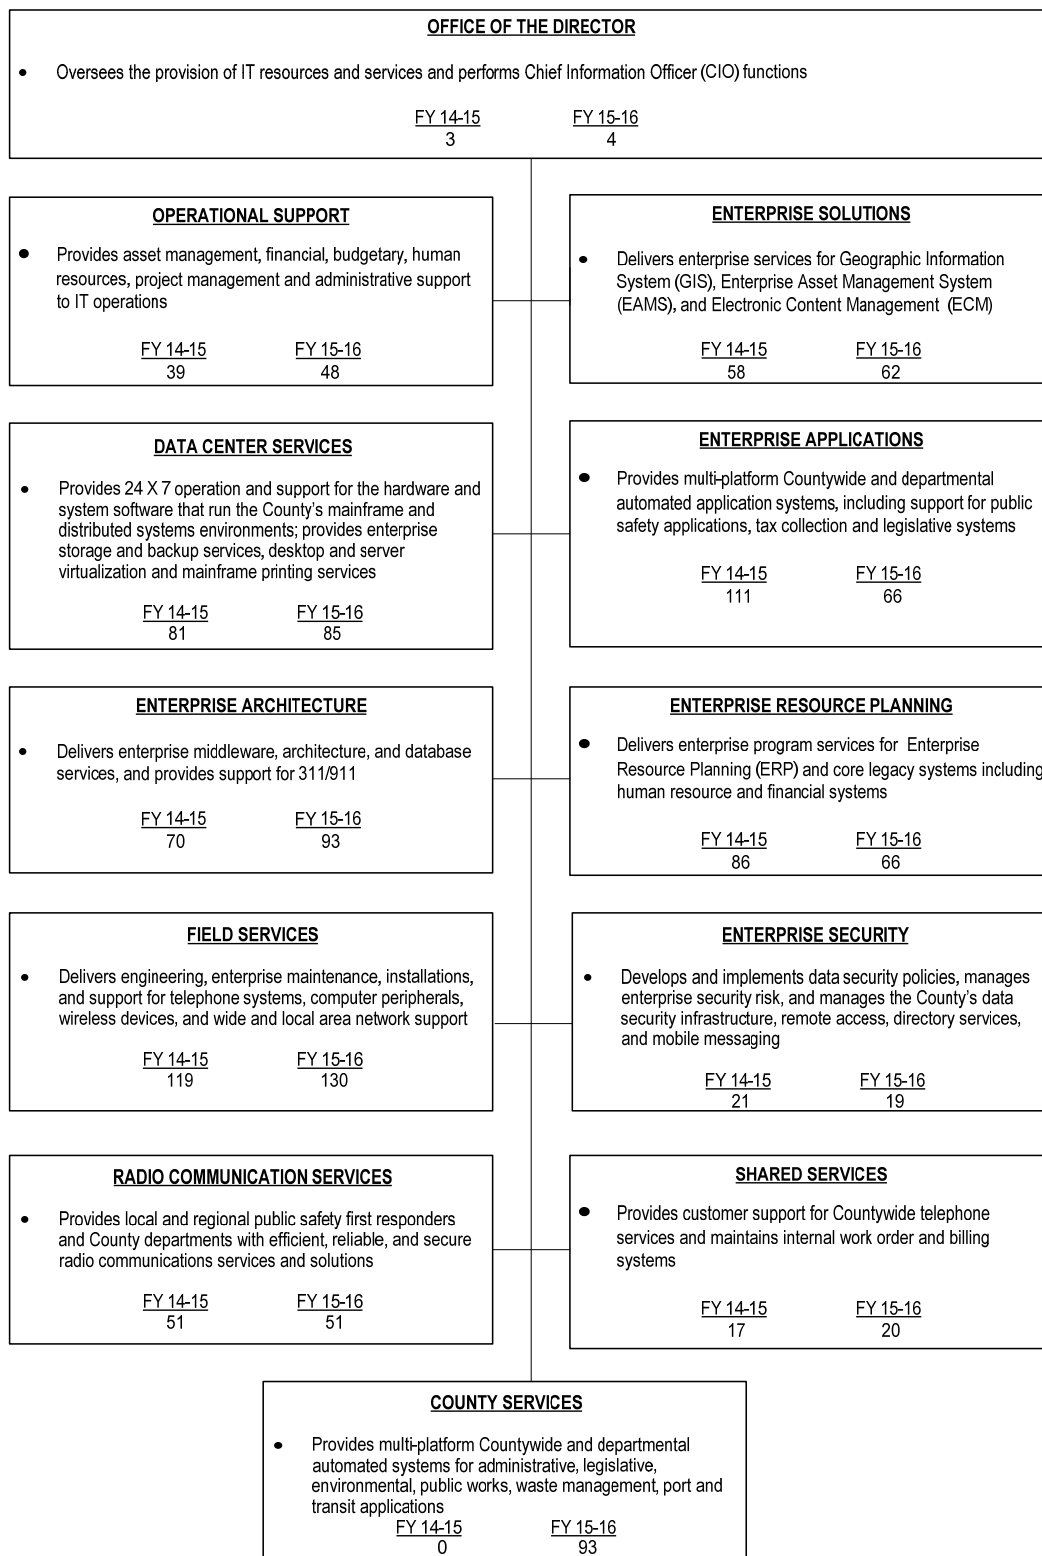 OFFICE OF THE DIRECTOR
• Oversees the provision of IT resources and services and performs Chief Information Officer (CIO) functions
FY 14-15 FY 15-16
3 4
OPERATIONAL SUPPORT
• Provides asset management, financial, budgetary, human
resources, project management and administrative support
to IT operations
FY 14-15 FY 15-16
39 48
ENTERPRISE SOLUTIONS
• Delivers enterprise services for Geographic Information
System (GIS), Enterprise Asset Management System
(EAMS), and Electronic Content Management (ECM)
FY 14-15 FY 15-16
58 62
DATA CENTER SERVICES
• Provides 24 X 7 operation and support for the hardware and
system software that run the County's mainframe and
distributed systems environments; provides enterprise
storage and backup services, desktop and server
virtualization and mainframe printing services
FY 14-15 FY 15-16
81 85
ENTERPRISE APPLICATIONS
• Provides multi-platform Countywide and departmental
automated application systems, including support for public
safety applications, tax collection and legislative systems
FY 14-15 FY 15-16
111 66
ENTERPRISE ARCHITECTURE
• Delivers enterprise middleware, architecture, and database
services, and provides support for 311/911
FY 14-15 FY 15-16
70 93
ENTERPRISE RESOURCE PLANNING
• Delivers enterprise program services for Enterprise
Resource Planning (ERP) and core legacy systems including
human resource and financial systems
FY 14-15 FY 15-16
86 66
FIELD SERVICES
• Delivers engineering, enterprise maintenance, installations,
and support for telephone systems, computer peripherals,
wireless devices, and wide and local area network support
FY 14-15 FY 15-16
119 130
ENTERPRISE SECURITY
• Develops and implements data security policies, manages
enterprise security risk, and manages the County's data
security infrastructure, remote access, directory services,
and mobile messaging
FY 14-15 FY 15-16
21 19
RADIO COMMUNICATION SERVICES
• Provides local and regional public safety first responders
and County departments with efficient, reliable, and secure
radio communications services and solutions
FY 14-15 FY 15-16
51 51
SHARED SERVICES
• Provides customer support for Countywide telephone
services and maintains internal work order and billing
systems
FY 14-15 FY 15-16
17 20
COUNTY SERVICES
• Provides multi-platform Countywide and departmental
automated systems for administrative, legislative,
environmental, public works, waste management, port and
transit applications
FY 14-15 FY 15-16
0 93